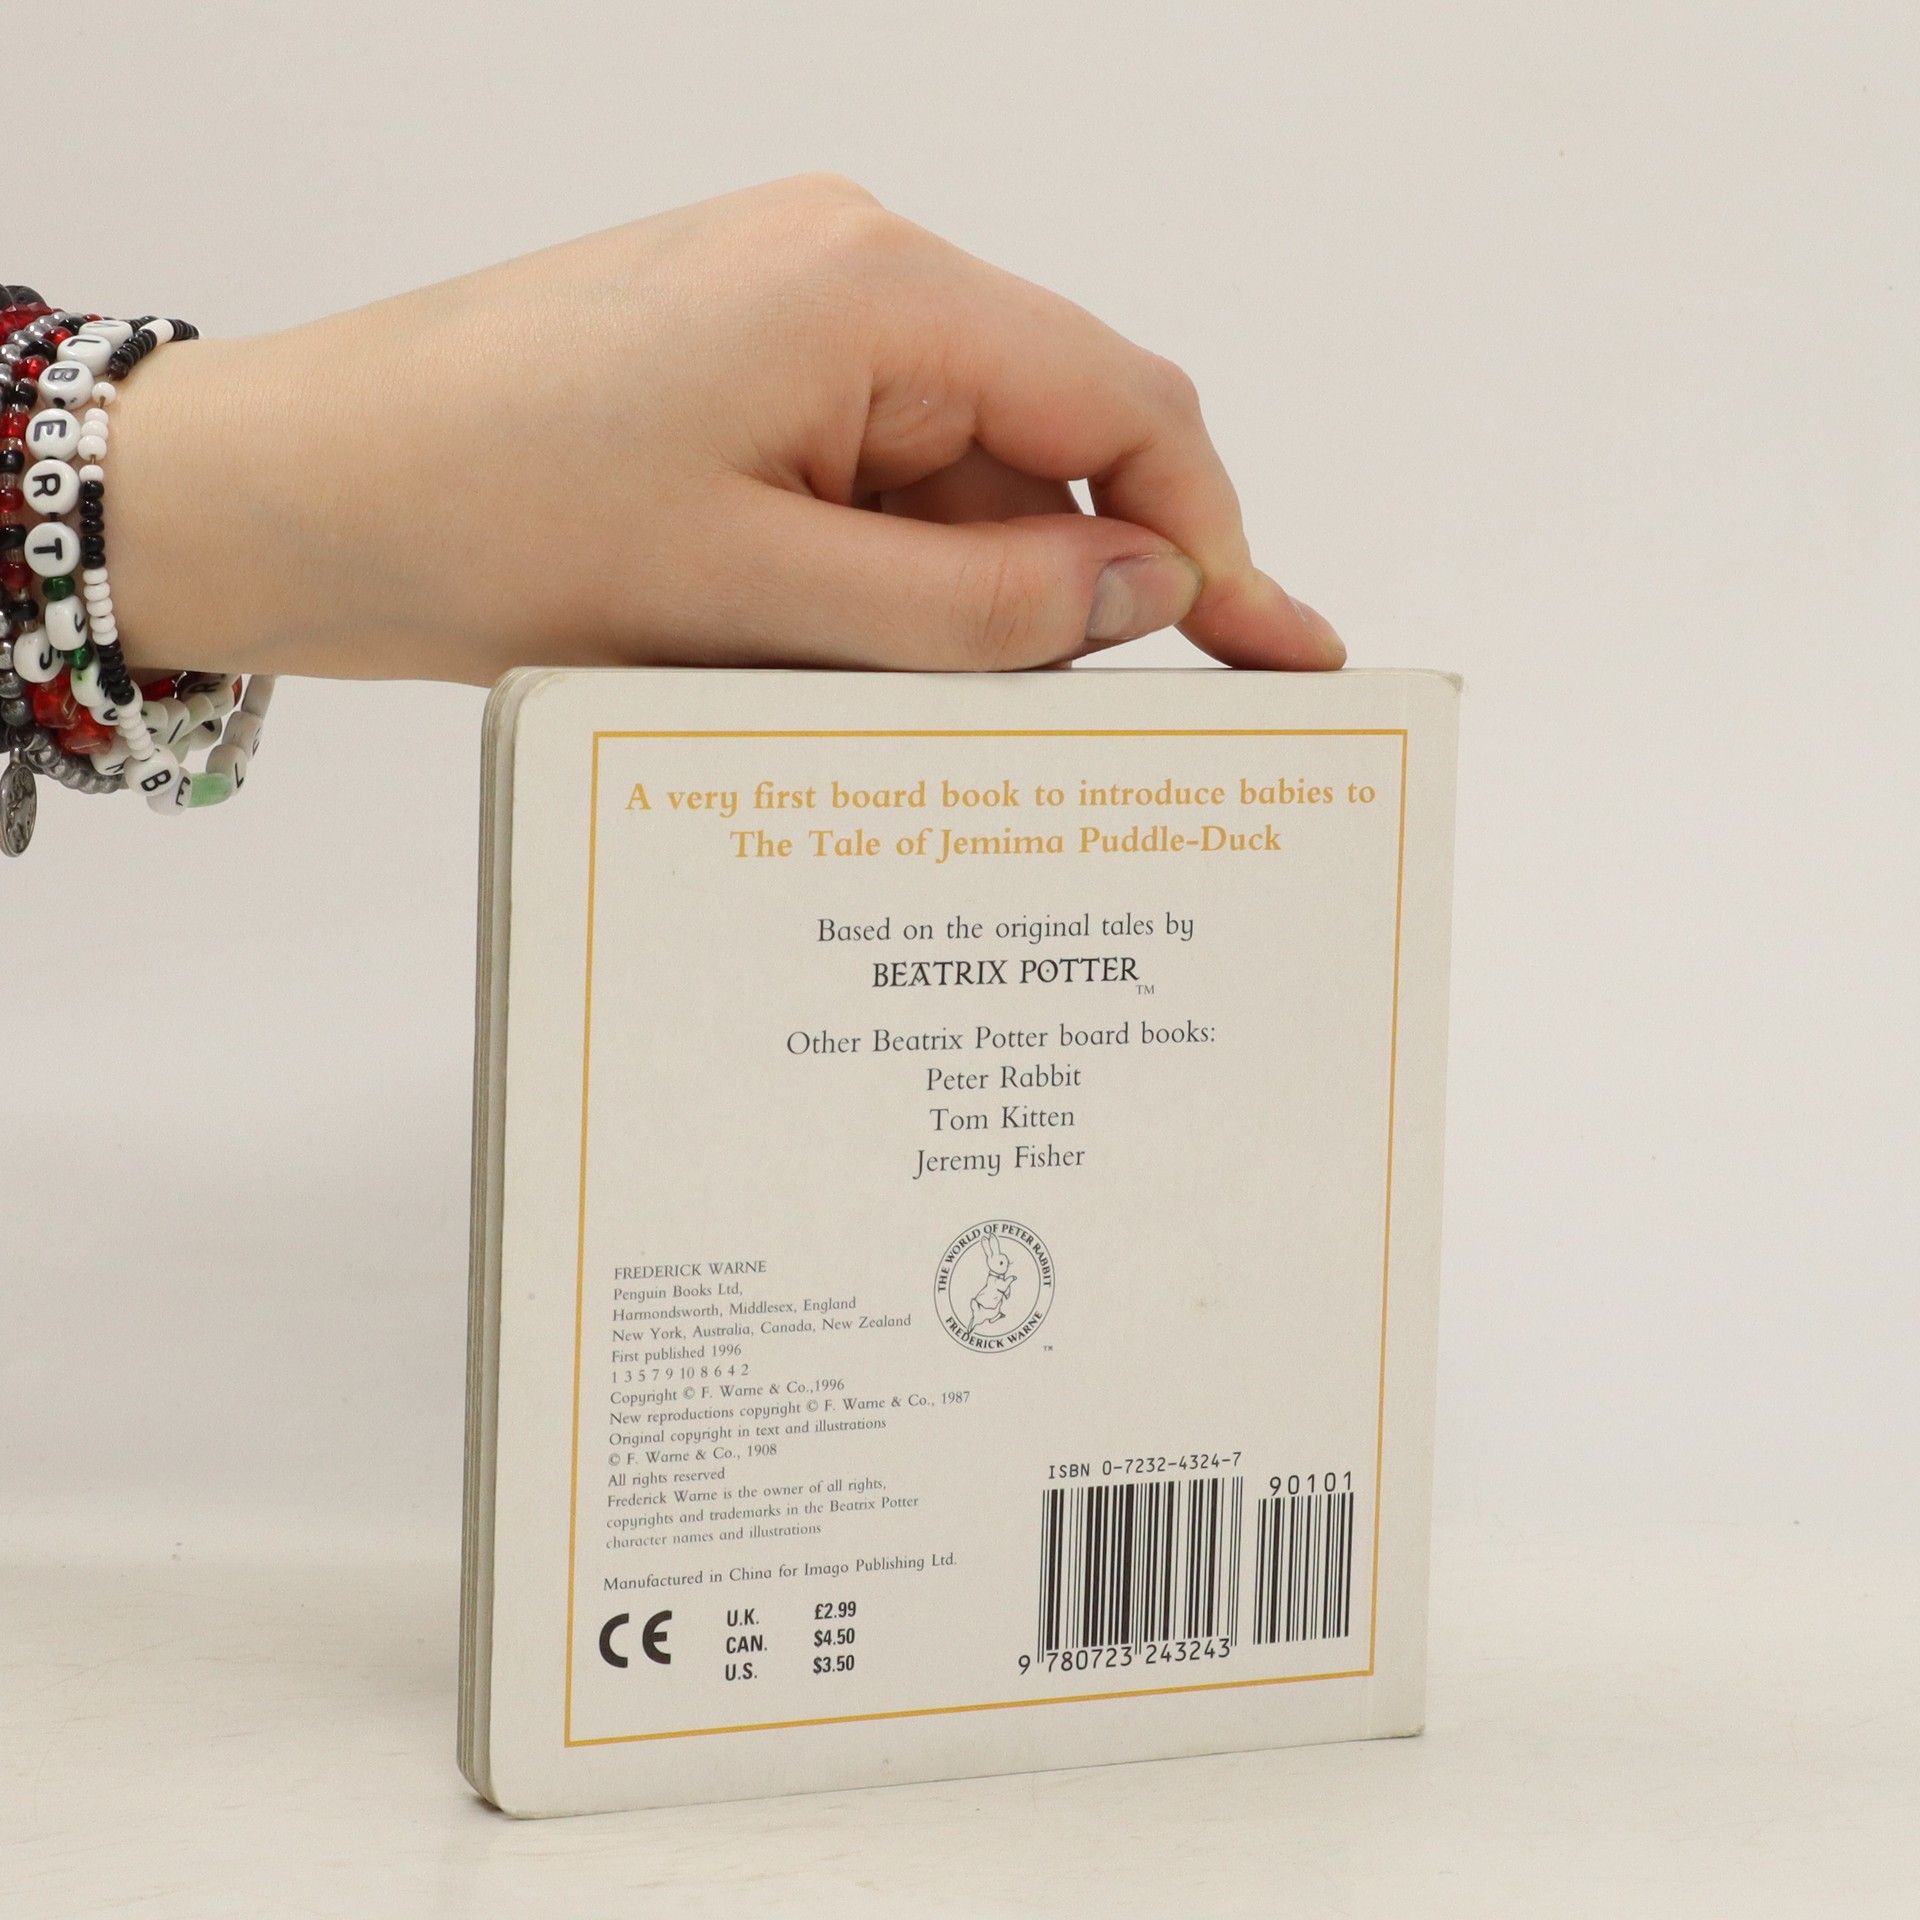 ALBERT
A very first board book to introduce babies to
The Tale of Jemima Puddle-Duck
Based on the original tales by
BEATRIX POTTER
TM
Other Beatrix Potter board books:
Peter Rabbit
Tom Kitten
Jeremy Fisher
THE WORLD OF PETER RABBIT
FREDERICK WARNE
TM
FREDERICK WARNE
Penguin Books Ltd,
Harmondsworth, Middlesex, England
New York, Australia, Canada, New Zealand
First published 1996
1 3 5 7 9 10 8 6 4 2
Copyright © F. Warne & Co.,1996
New reproductions copyright © F. Warne & Co., 1987
Original copyright in text and illustrations
© F. Warne & Co., 1908
All rights reserved
Frederick Warne is the owner of all rights,
copyrights and trademarks in the Beatrix Potter
character names and illustrations
Manufactured in China for Imago Publishing Ltd.
CE
U.K. £2.99
CAN. $4.50
U.S. $3.50
ISBN 0-7232-4324-7
90101
9 780723 243243